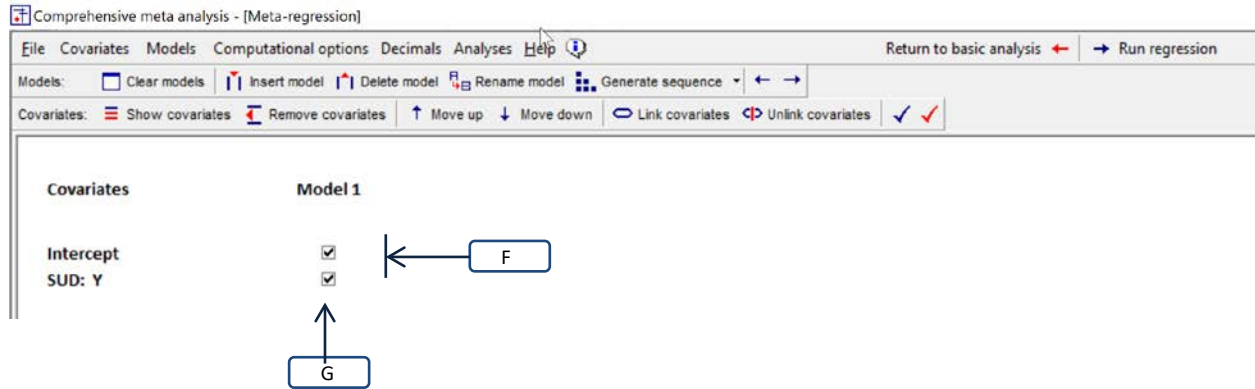 Comprehensive meta analysis - [Meta-regression]
File Covariates Models Computational options Decimals Analyses Help Return to basic analysis Run regression
Models: Clear models Insert model Delete model Rename model Generate sequence
Covariates: Show covariates Remove covariates Move up Move down Link covariates Unlink covariates
Covariates Model 1
Intercept
F
SUD: Y
G